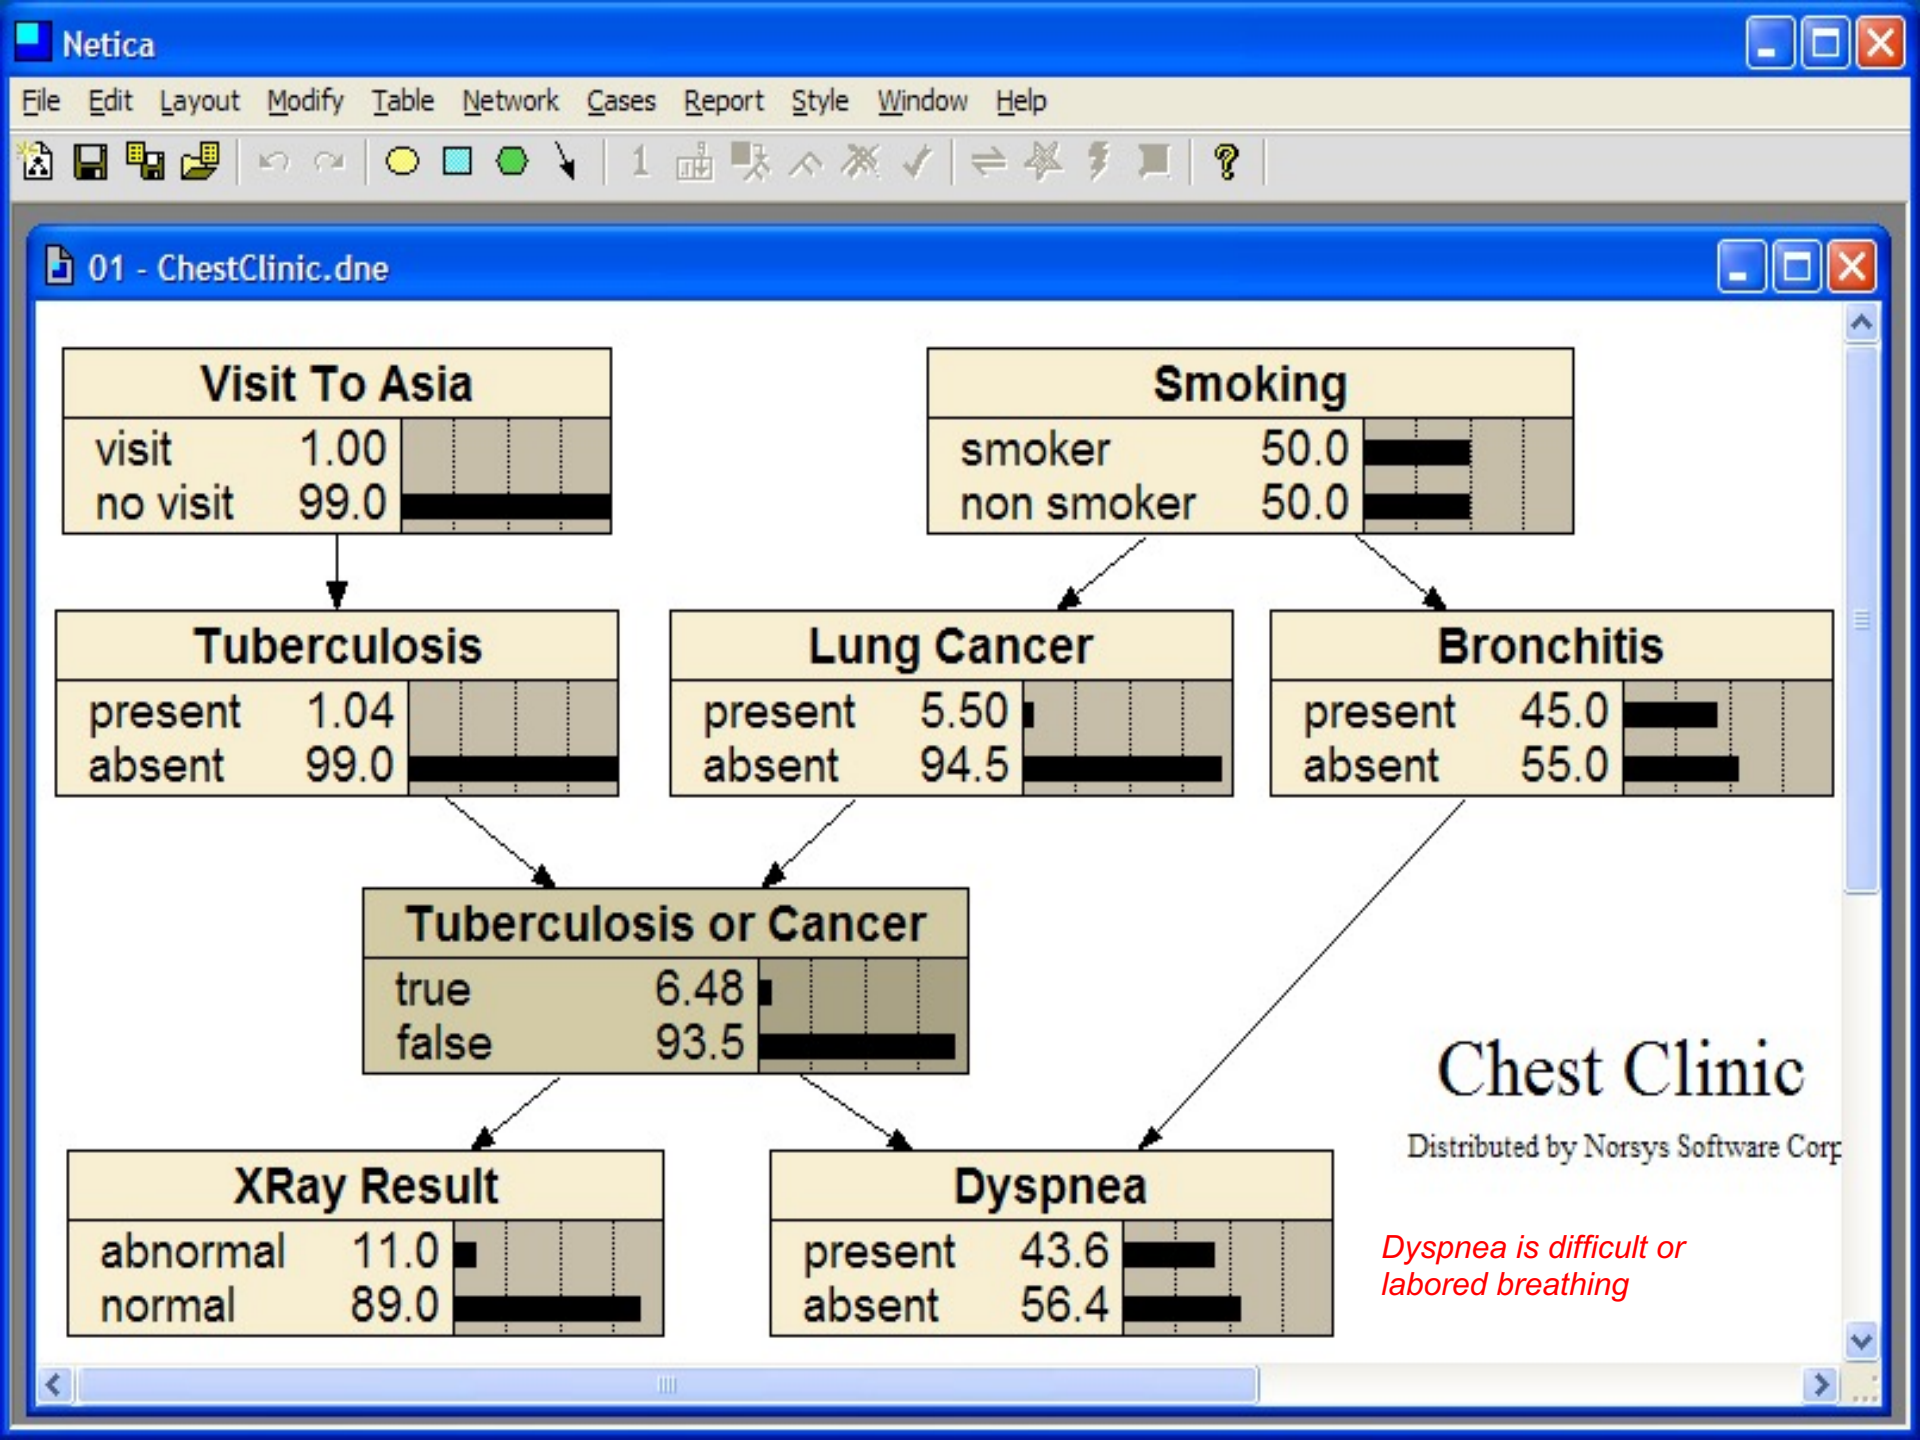 Netica
File Edit Layout Modify Table Network Cases Report Style Window Help
1
?
01 - ChestClinic.dne
Visit To Asia
visit 1.00
no visit 99.0
Smoking
smoker 50.0
non smoker 50.0
Tuberculosis
present 1.04
absent 99.0
Lung Cancer
present 5.50
absent 94.5
Bronchitis
present 45.0
absent 55.0
Tuberculosis or Cancer
true 6.48
false 93.5
Chest Clinic
Distributed by Norsys Software Corp
XRay Result
abnormal 11.0
normal 89.0
Dyspnea
present 43.6
absent 56.4
Dyspnea is difficult or
labored breathing